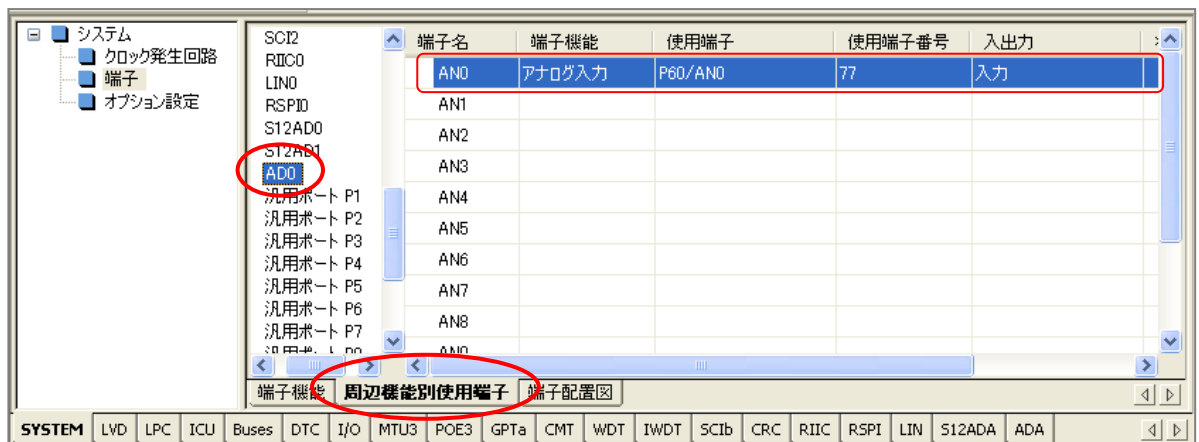 システム
クロック発生回路
端子
オプション設定
SCI2
RIIC0
LIN0
RSPI0
S12AD0
S12AD1
AD0
汎用ポート P1
汎用ポート P2
汎用ポート P3
汎用ポート P4
汎用ポート P5
汎用ポート P6
汎用ポート P7
端子名 端子機能 使用端子 使用端子番号 入出力
AN0 アナログ入力 P60/AN0 77 入力
AN1
AN2
AN3
AN4
AN5
AN6
AN7
AN8
端子機能 周辺機能別使用端子 端子配置図
SYSTEM LVD LPC ICU Buses DTC I/O MTU3 POE3 GPTa CMT WDT IWDT SCIb CRC RIIC RSPI LIN S12ADA ADA